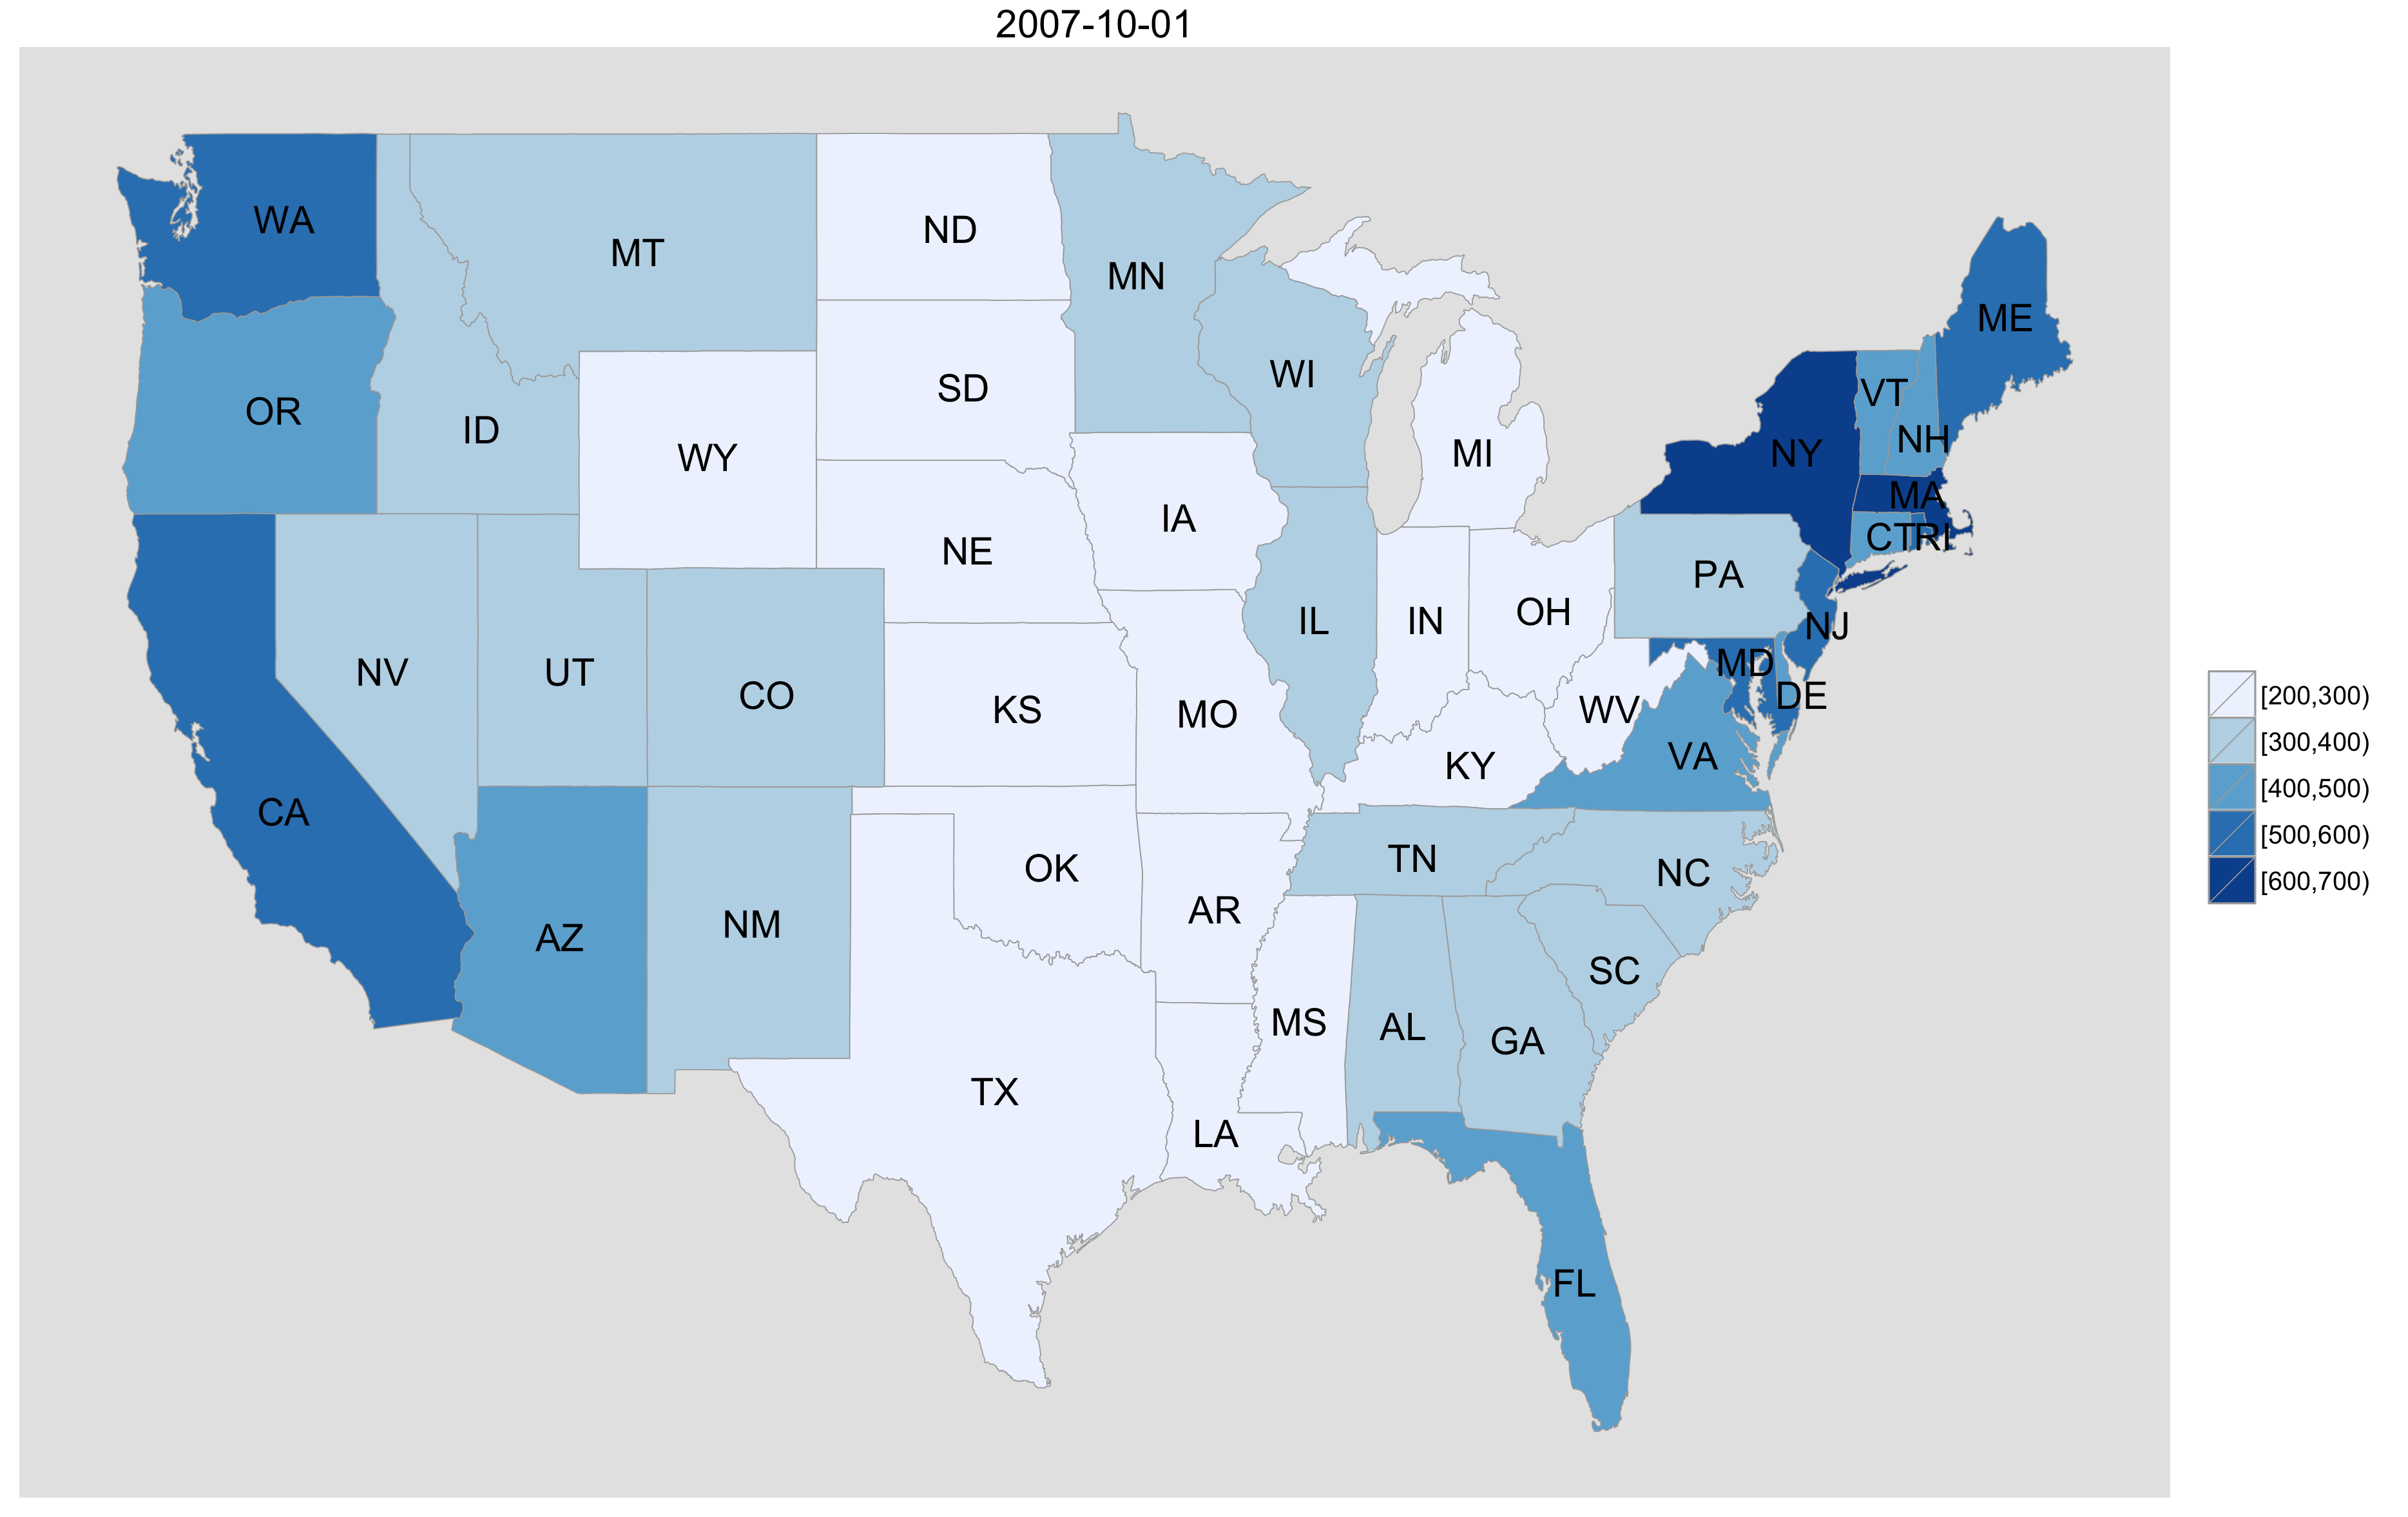 2007-10-01
WA
MT
ND
MN
ME
OR
ID
SD
WI
VT
NH
WY
MI
NY
MA
IA
CT
RI
NE
PA
NV
UT
CO
KS
MO
IL
IN
OH
NJ
MD
DE
WV
VA
KY
CA
AZ
NM
OK
AR
TN
NC
SC
TX
LA
MS
AL
GA
FL
[200,300)
[300,400)
[400,500)
[500,600)
[600,700)